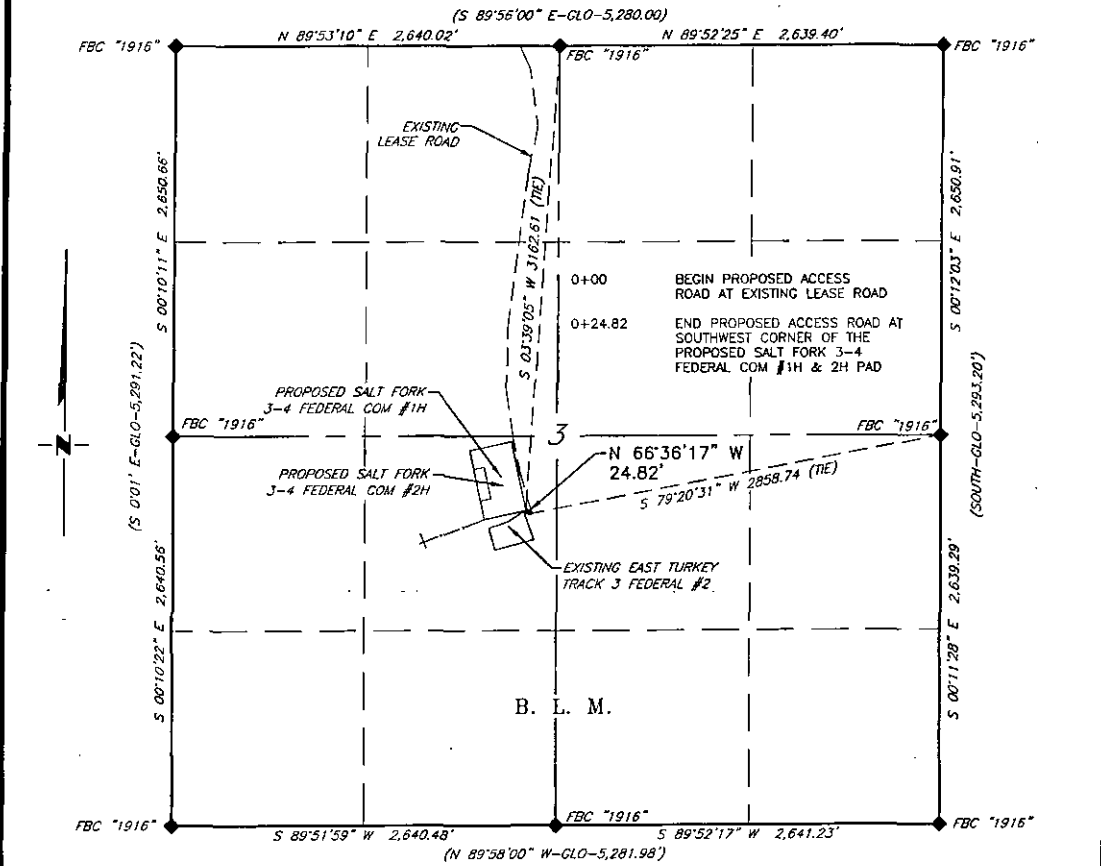 (S 89°56'00" E-GLO-5,280.00)
N 89°53'10" E 2,640.02'
N 89°52'25" E 2,639.40'
FBC "1916"
FBC "1916"
FBC "1916"
EXISTING
LEASE ROAD
S 00°10'11" E 2,650.66'
S 03°39'05" W 3162.61 (TIE)
S 00°12'03" E 2,650.91'
0+00 BEGIN PROPOSED ACCESS
ROAD AT EXISTING LEASE ROAD
0+24.82 END PROPOSED ACCESS ROAD AT
SOUTHWEST CORNER OF THE
PROPOSED SALT FORK 3-4
FEDERAL COM #1H & 2H PAD
(S 0°01' E-GLO-5,291.22')
(SOUTH-GLO-5,293.20')
PROPOSED SALT FORK
3-4 FEDERAL COM #1H
FBC "1916"
3
FBC "1916"
N
N 66°36'17" W
24.82'
PROPOSED SALT FORK
3-4 FEDERAL COM #2H
S 79°20'31" W 2858.74 (TIE)
EXISTING EAST TURKEY
TRACK 3 FEDERAL #2
S 00°10'22" E 2,640.56'
S 00°11'28" E 2,639.29'
B. L. M.
FBC "1916"
FBC "1916"
FBC "1916"
S 89°51'59" W 2,640.48'
S 89°52'17" W 2,641.23'
(N 89°58'00" W-GLO-5,281.98')